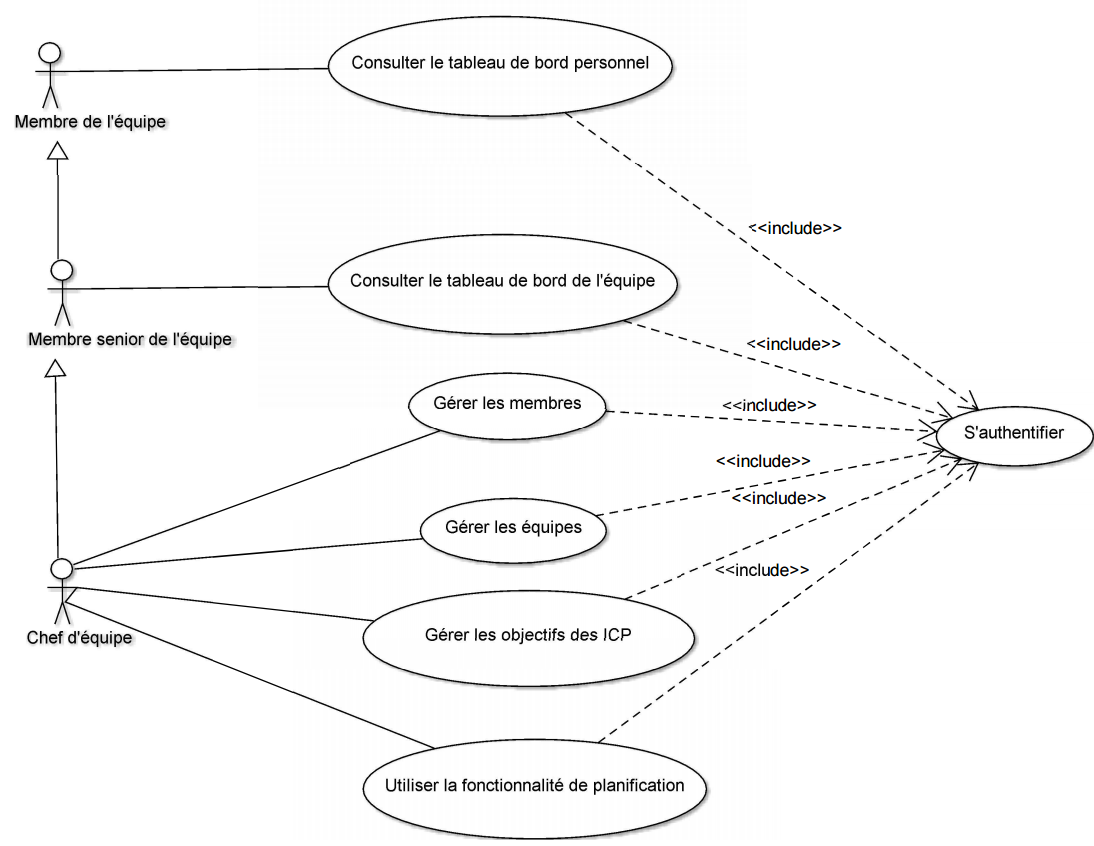 Consulter le tableau de bord personnel
Membre de l'équipe
<<include>>
Consulter le tableau de bord de l'équipe
Membre senior de l'équipe
<<include>>
Gérer les membres
<<include>>
S'authentifier
<<include>>
<<include>>
Gérer les équipes
<<include>>
Chef d'équipe
Gérer les objectifs des ICP
Utiliser la fonctionnalité de planification